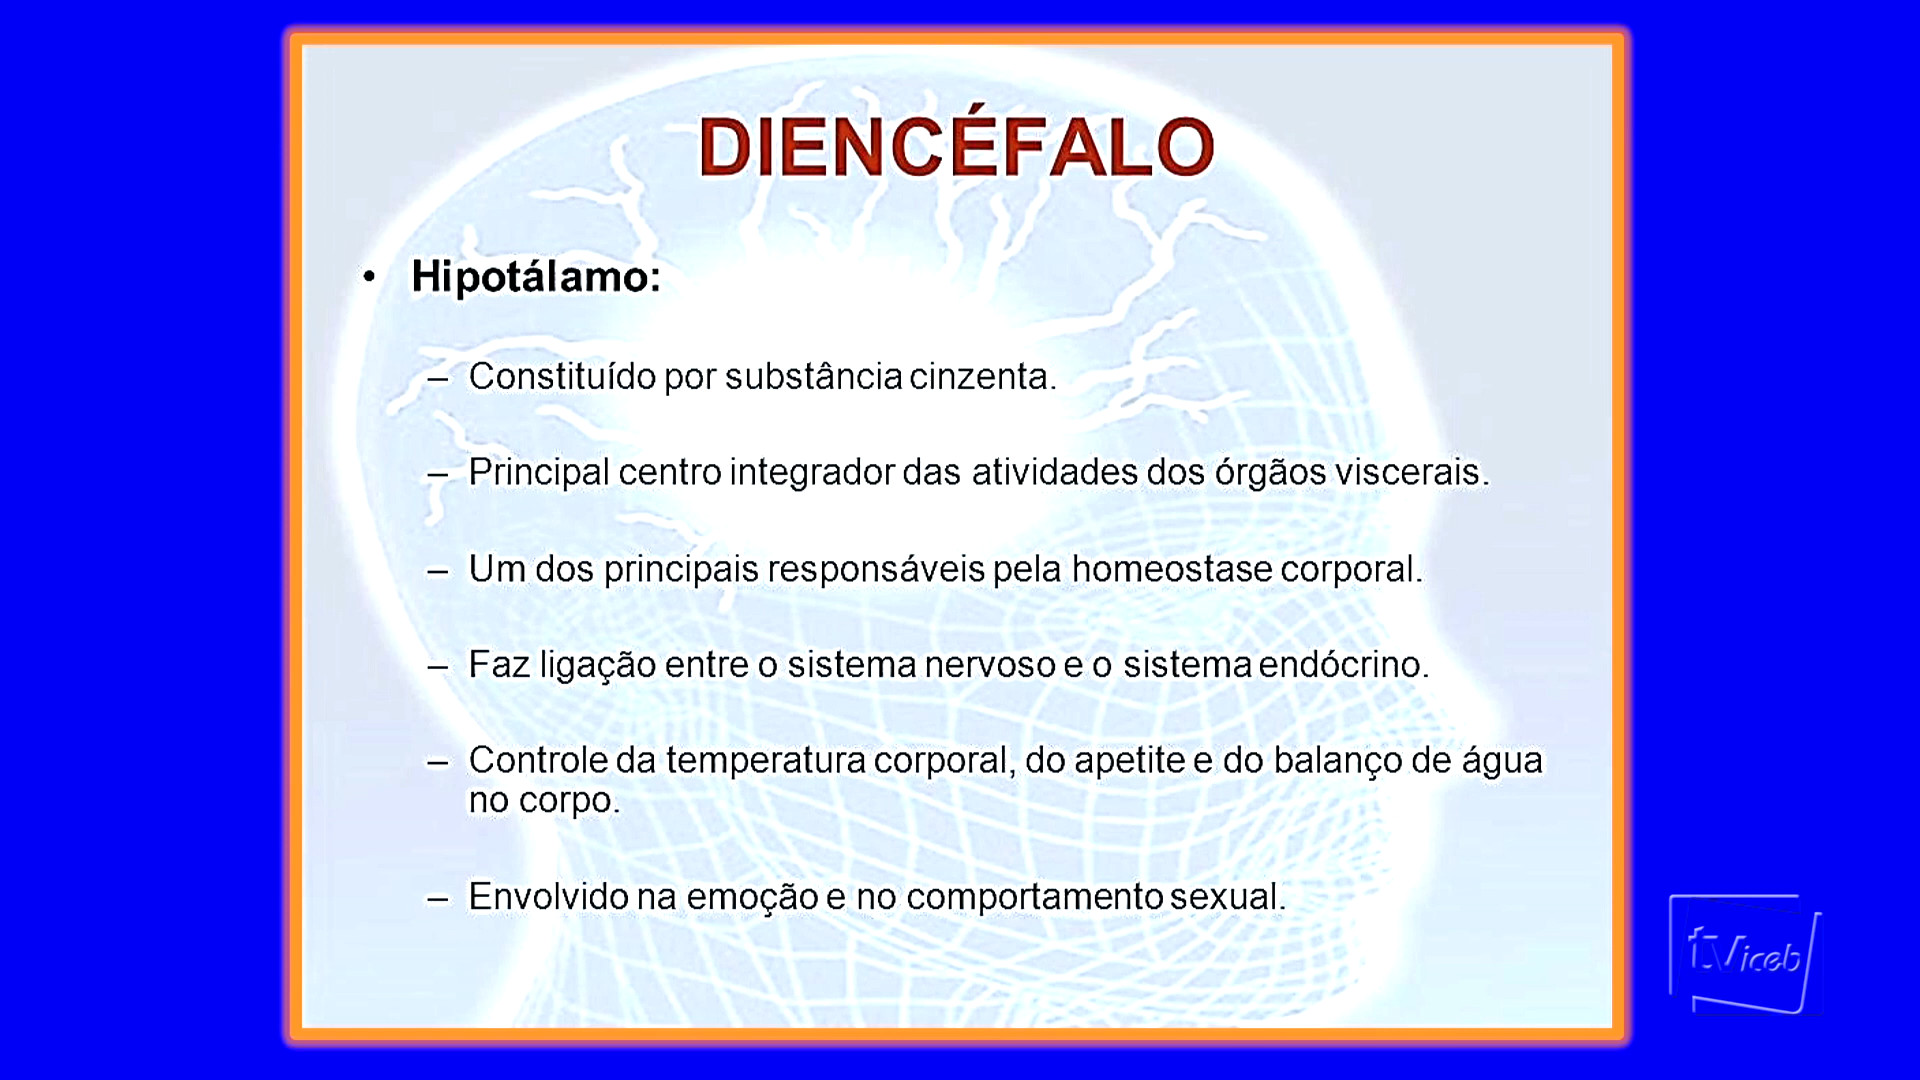 DIENCÉFALO
• Hipotálamo:
– Constituído por substância cinzenta.
– Principal centro integrador das atividades dos órgãos viscerais.
– Um dos principais responsáveis pela homeostase corporal.
– Faz ligação entre o sistema nervoso e o sistema endócrino.
– Controle da temperatura corporal, do apetite e do balanço de água
no corpo.
– Envolvido na emoção e no comportamento sexual.
tViceb